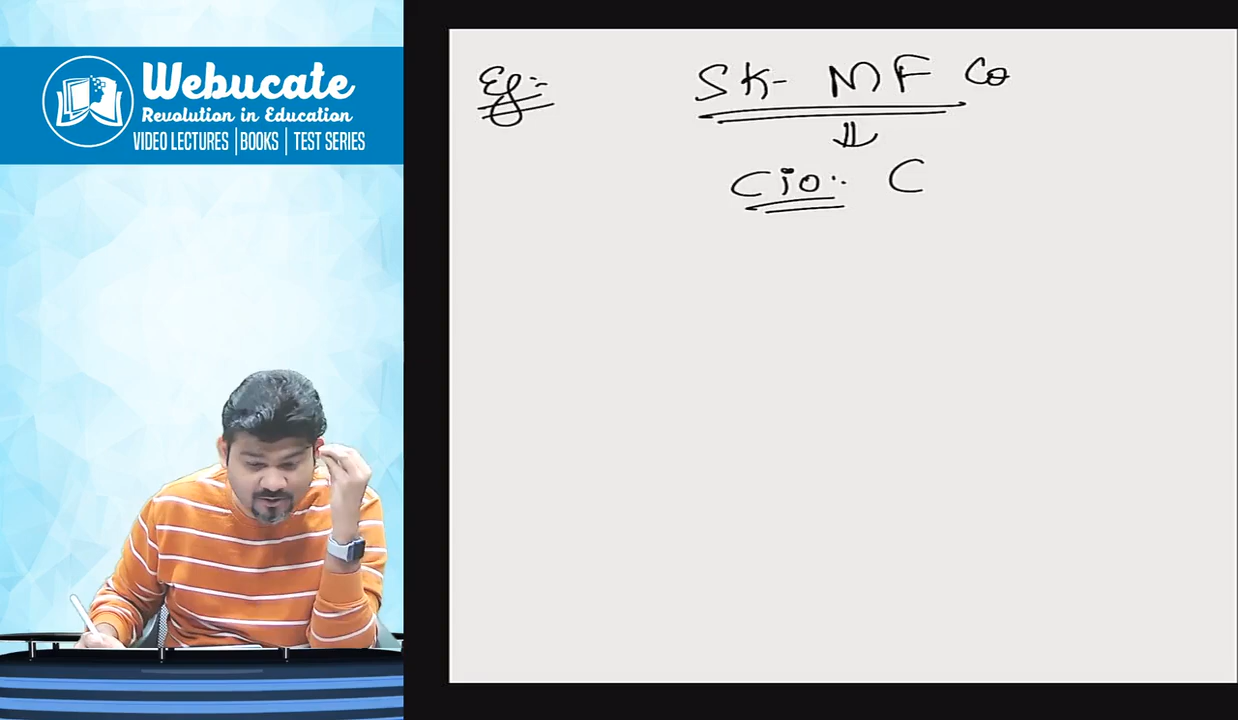 Webucate
Revolution in Education
VIDEO LECTURES | BOOKS | TEST SERIES
Eg:-
SK- MF Co
CIO:- C